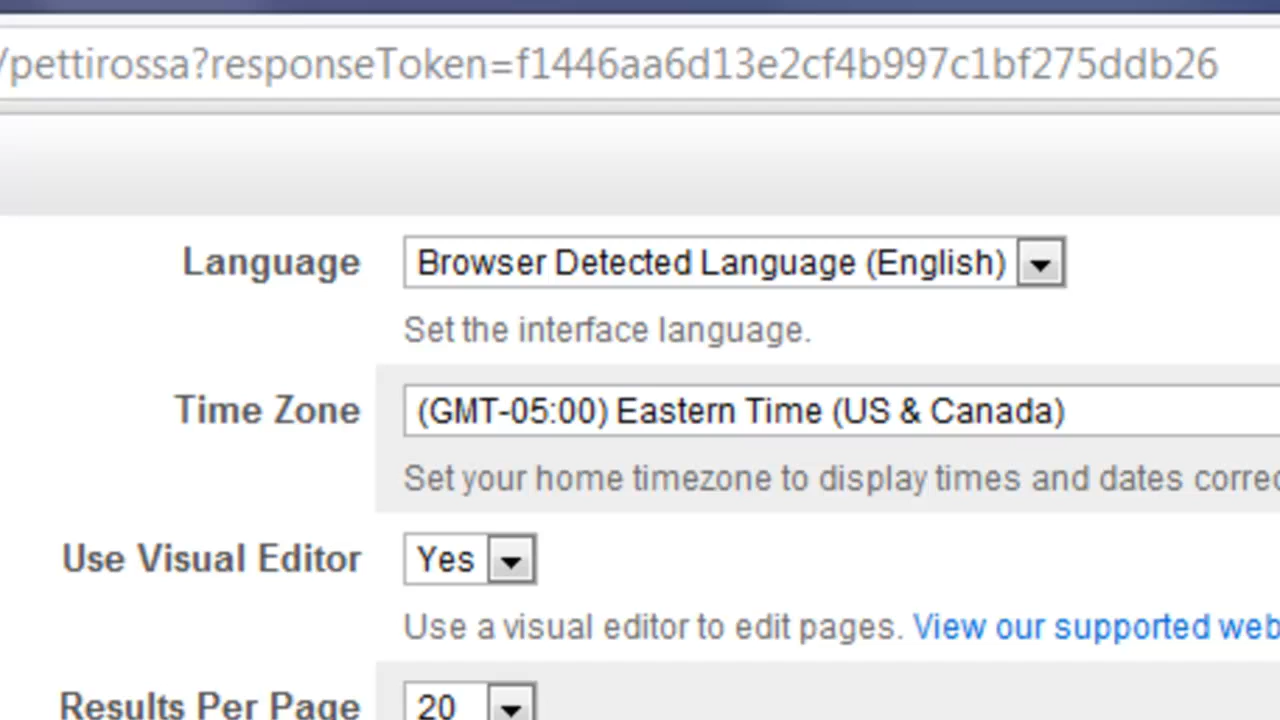 /pettirossa?responseToken=f1446aa6d13e2cf4b997c1bf275ddb26
Language Browser Detected Language (English)
Set the interface language.
Time Zone (GMT-05:00) Eastern Time (US & Canada)
Set your home timezone to display times and dates correc
Use Visual Editor Yes
Use a visual editor to edit pages. View our supported web
Results Per Page 20